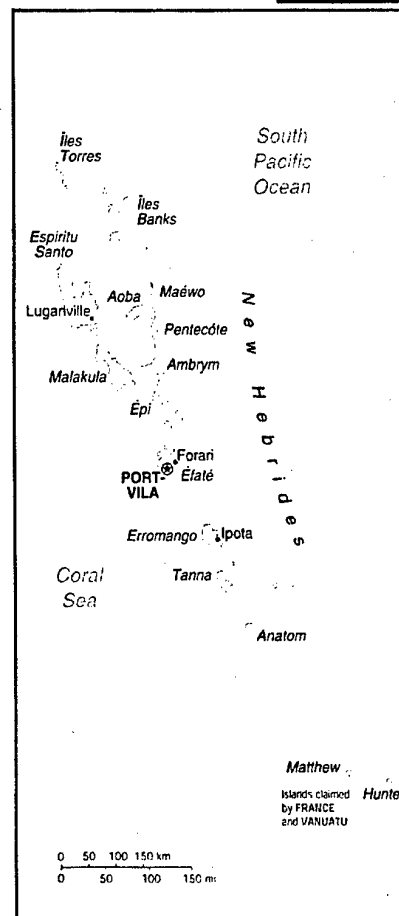 Îles
Torres
South
Pacific
Ocean
Îles
Banks
Espiritu
Santo
Aoba
Maéwo
Luganville
Pentecôte
Malakula
Ambrym
Épi
New Hebrides
Forari
PORT-
VILA
Éfaté
Erromango
Ipota
Coral
Sea
Tanna
Anatom
Matthew
Islands claimed
by FRANCE
and VANUATU
Hunte
0 50 100 150 km
0 50 100 150 mi